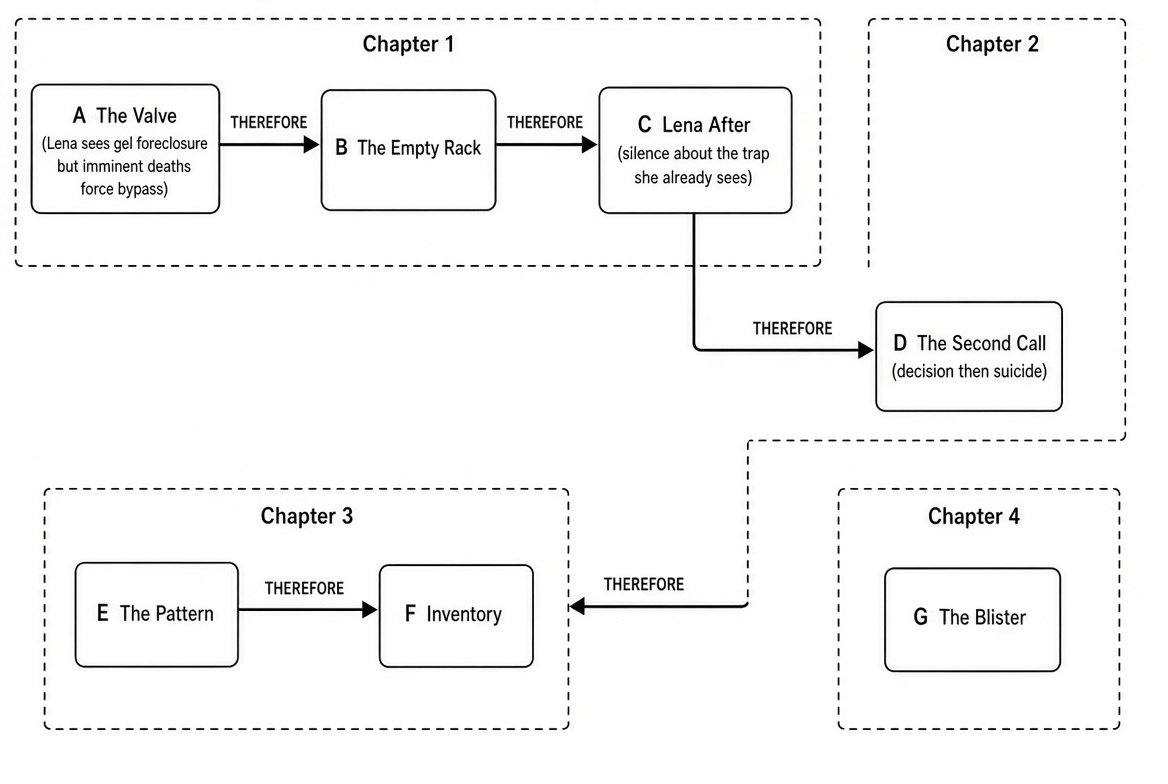 Chapter 1
A The Valve
(Lena sees gel foreclosure
but imminent deaths
force bypass)
THEREFORE
B The Empty Rack
THEREFORE
C Lena After
(silence about the trap
she already sees)
Chapter 2
THEREFORE
D The Second Call
(decision then suicide)
Chapter 3
E The Pattern
THEREFORE
F Inventory
THEREFORE
Chapter 4
G The Blister